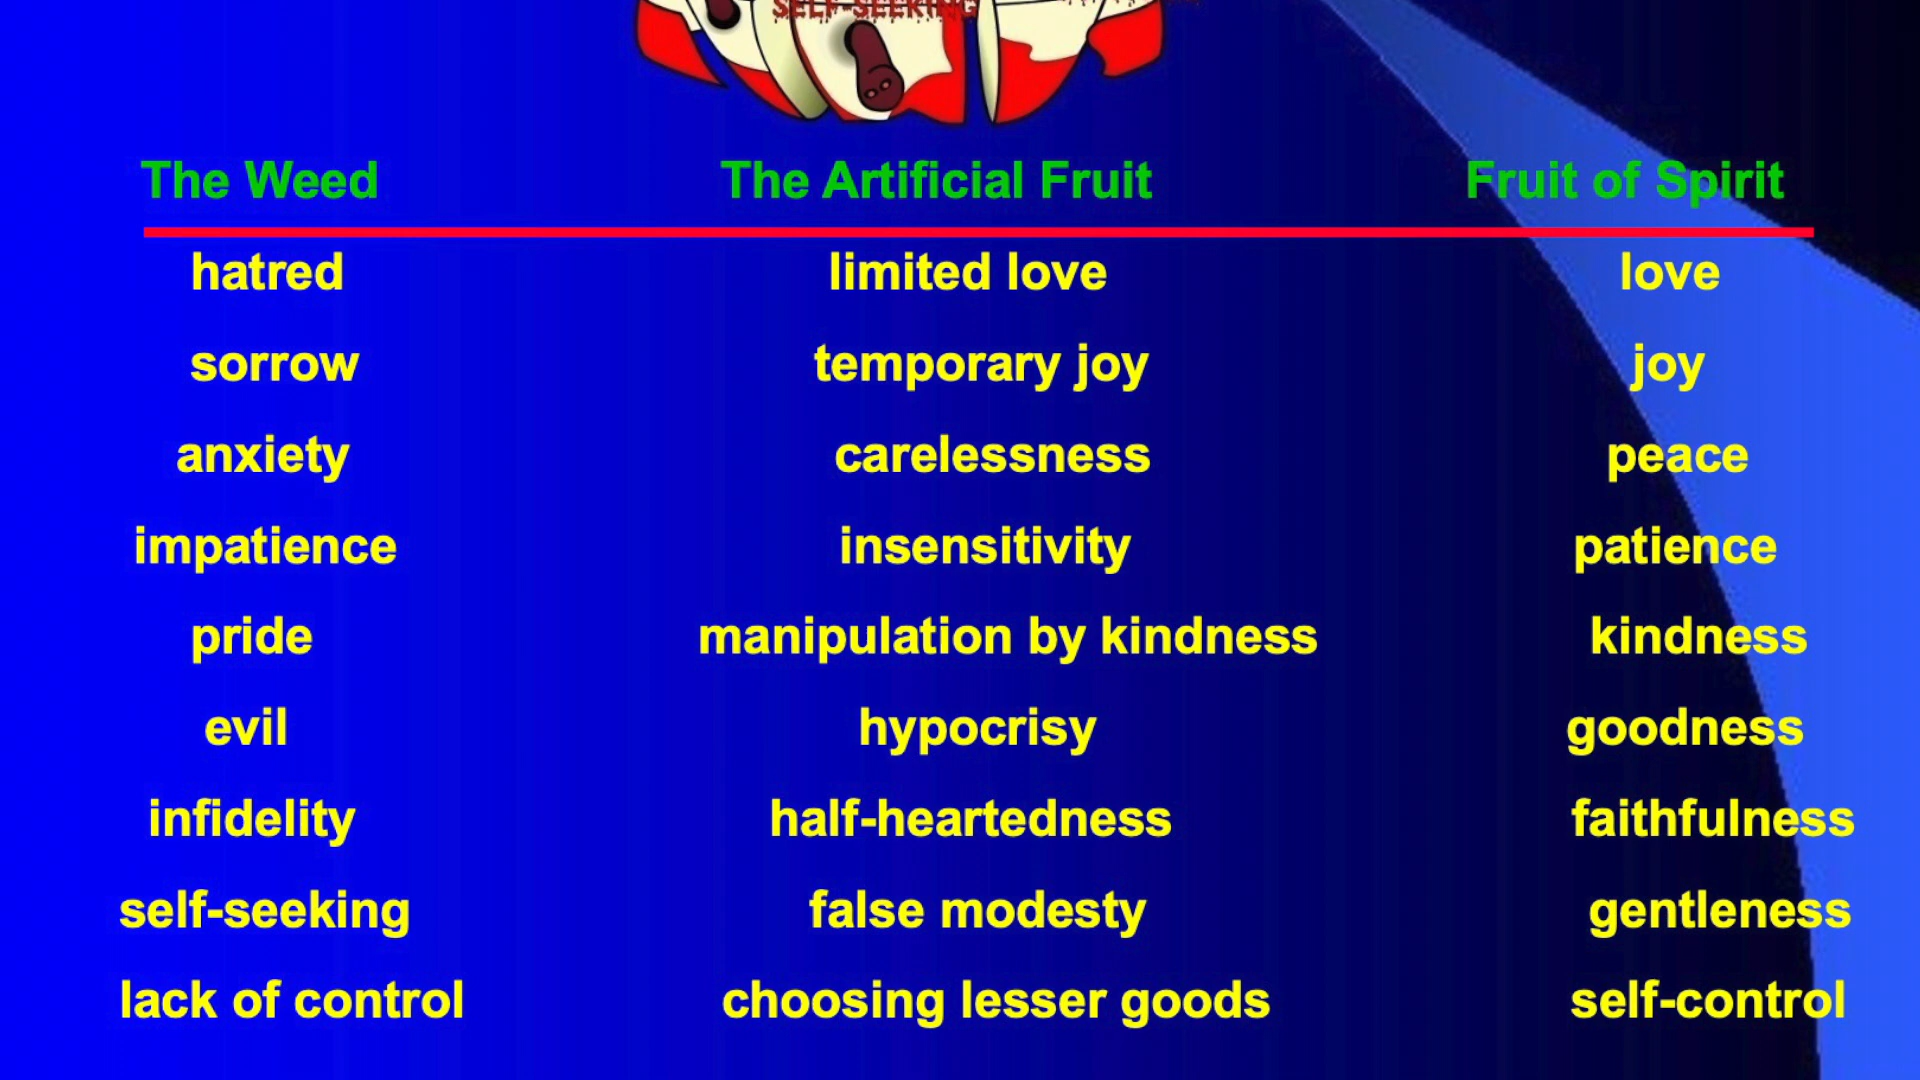 SELF-SEEKING
The Weed The Artificial Fruit Fruit of Spirit
hatred limited love love
sorrow temporary joy joy
anxiety carelessness peace
impatience insensitivity patience
pride manipulation by kindness kindness
evil hypocrisy goodness
infidelity half-heartedness faithfulness
self-seeking false modesty gentleness
lack of control choosing lesser goods self-control